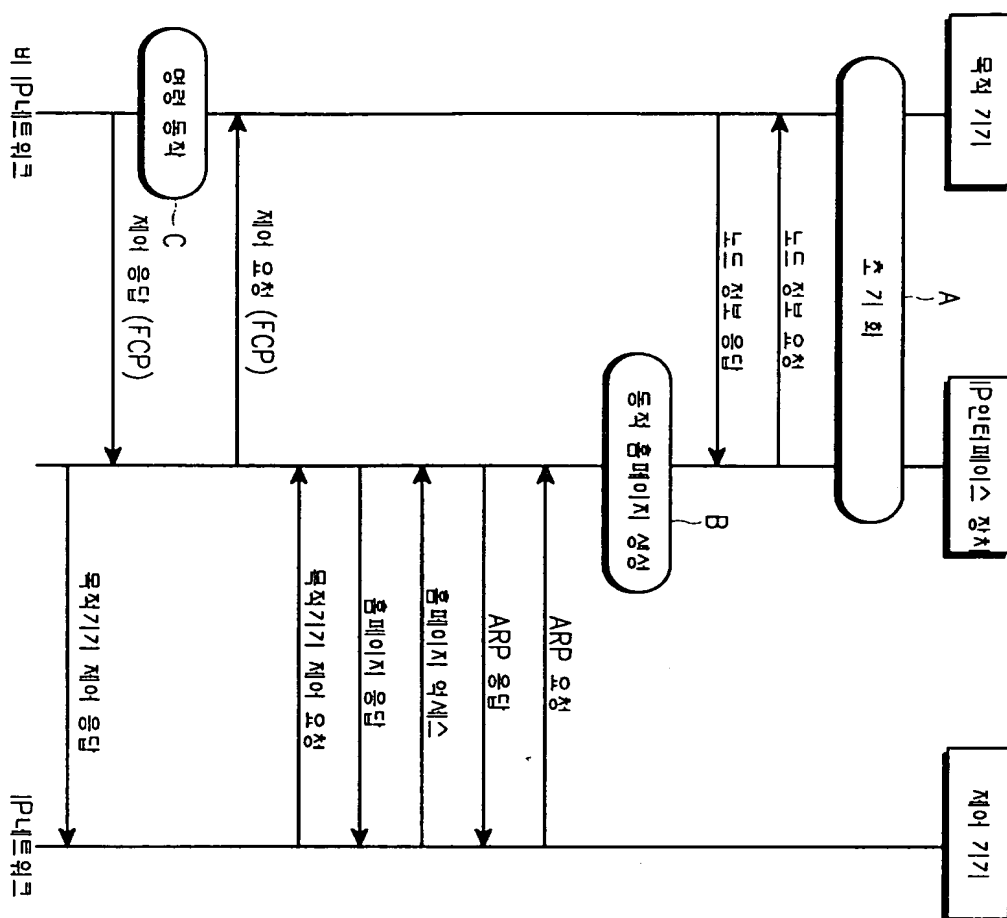 목적 기기
IP인터페이스 장치
제어 기기
초 기 화
A
노드 정보 요청
노드 정보 응답
동적 홈페이지 생성
B
ARP 요청
ARP 응답
홈페이지 억세스
홈페이지 응답
목적기기 제어 요청
제어 요청 (FCP)
명령 동작
C
제어 응답 (FCP)
목적기기 제어 응답
비 IP네트워크
IP네트워크